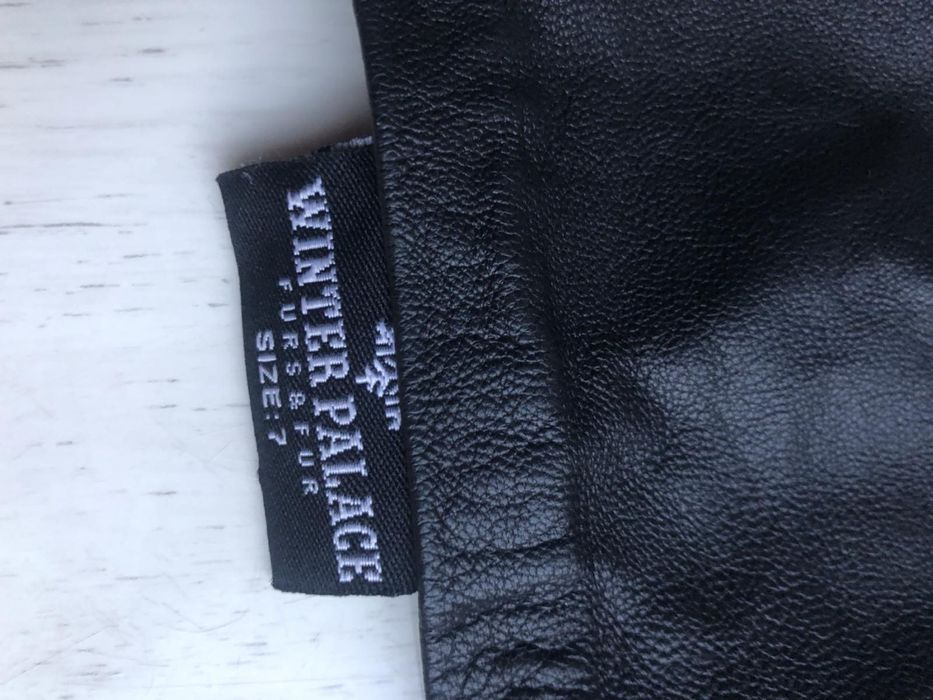 WINTER PALACE
FURS & FUR
SIZE: 7